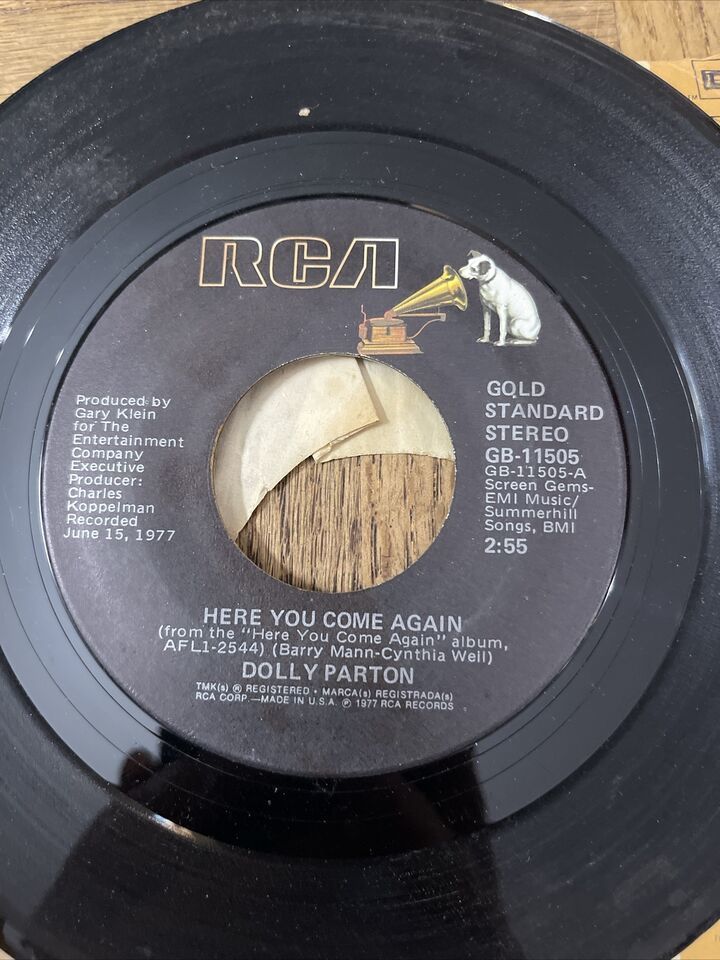 RCA
Produced by
Gary Klein
for The
Entertainment
Company
Executive
Producer:
Charles
Koppelman
Recorded
June 15, 1977
GOLD
STANDARD
STEREO
GB-11505
GB-11505-A
Screen Gems-
EMI Music/
Summerhill
Songs, BMI
2:55
HERE YOU COME AGAIN
(from the "Here You Come Again" album,
AFL1-2544) (Barry Mann-Cynthia Weil)
DOLLY PARTON
TMK(s) ® REGISTERED • MARCA(s) REGISTRADA(s)
RCA CORP.—MADE IN U.S.A. ℗ 1977 RCA RECORDS